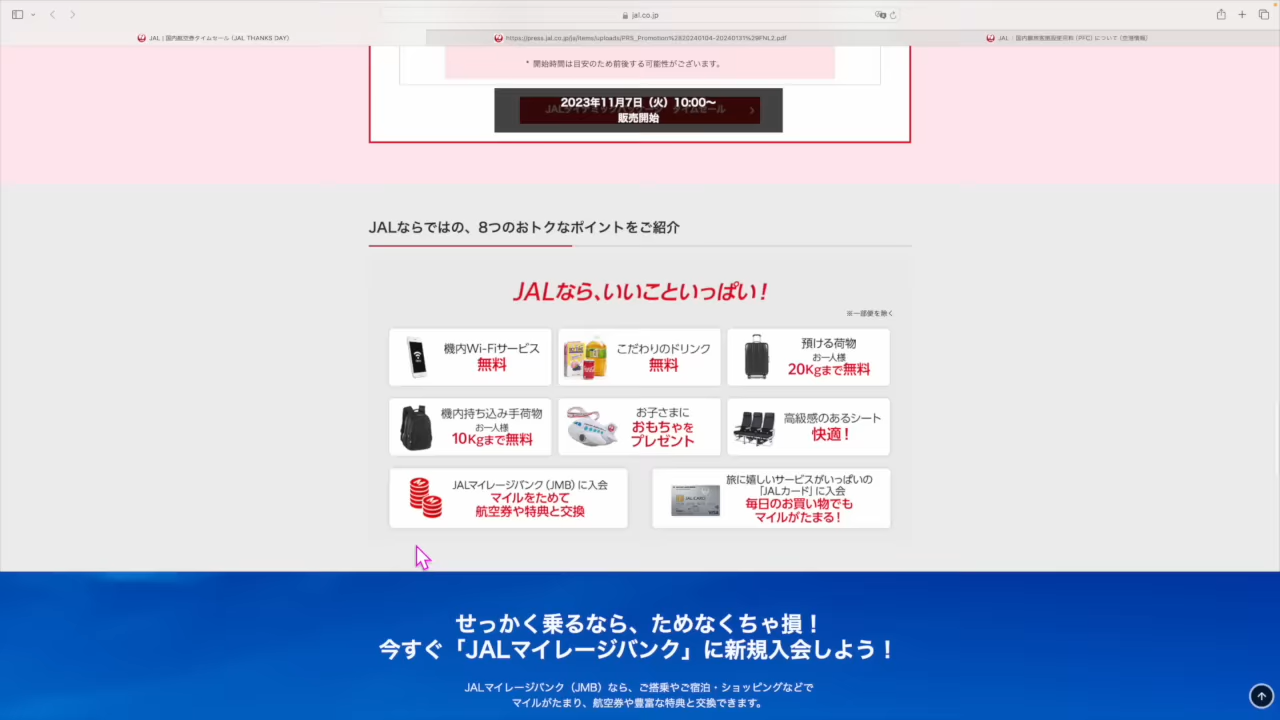 jal.co.jp
JAL | 国内航空券タイムセール (JAL THANKS DAY)
https://press.jal.co.jp/ja/items/uploads/PRS_Promotion%2820240104-20240131%29FNL2.pdf
JAL - 国内線旅客施設使用料 (PFC) について (空港情報)
* 開始時間は目安のため前後する可能性がございます。
2023年11月7日（火）10:00〜
販売開始
JALならではの、8つのおトクなポイントをご紹介
JALなら、いいこといっぱい！
※一部便を除く
機内Wi-Fiサービス
無料
こだわりのドリンク
無料
預ける荷物
お一人様
20Kgまで無料
機内持ち込み手荷物
お一人様
10Kgまで無料
お子さまに
おもちゃを
プレゼント
高級感のあるシート
快適！
JALマイレージバンク（JMB）に入会
マイルをためて
航空券や特典と交換
旅に嬉しいサービスがいっぱいの
「JALカード」に入会
毎日のお買い物でも
マイルがたまる！
せっかく乗るなら、ためなくちゃ損！
今すぐ「JALマイレージバンク」に新規入会しよう！
JALマイレージバンク（JMB）なら、ご搭乗やご宿泊・ショッピングなどで
マイルがたまり、航空券や豊富な特典と交換できます。